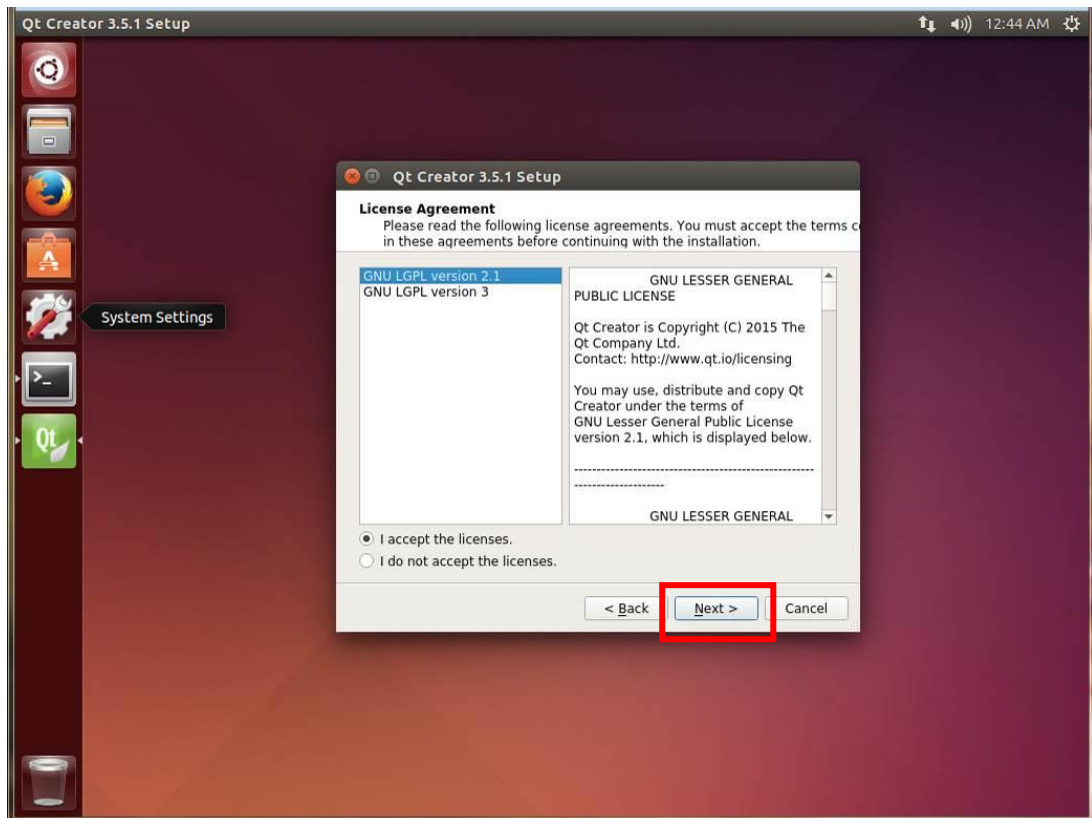 Qt Creator 3.5.1 Setup
12:44 AM
Qt Creator 3.5.1 Setup
License Agreement
Please read the following license agreements. You must accept the terms c
in these agreements before continuing with the installation.
GNU LGPL version 2.1
GNU LGPL version 3
GNU LESSER GENERAL
PUBLIC LICENSE
Qt Creator is Copyright (C) 2015 The
Qt Company Ltd.
Contact: http://www.qt.io/licensing
You may use, distribute and copy Qt
Creator under the terms of
GNU Lesser General Public License
version 2.1, which is displayed below.
-----------------------------------------------------
--------------------
GNU LESSER GENERAL
System Settings
>_
Qt
I accept the licenses.
I do not accept the licenses.
< Back
Next >
Cancel